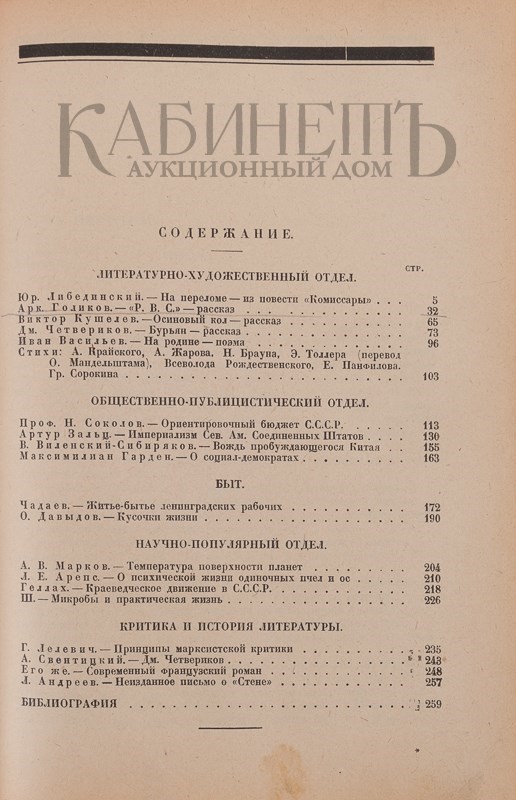 КАБИНЕТЪ
АУКЦИОННЫЙ ДОМ
СОДЕРЖАНИЕ.
СТР.
ЛИТЕРАТУРНО-ХУДОЖЕСТВЕННЫЙ ОТДЕЛ.
Юр. Либединский. — На переломе — из повести «Комиссары» . . . 5
Арк. Голиков. — «Р. В. С.» — рассказ . . . . . . . . . . . . . . 32
Виктор Кушелев. — Осиновый кол — рассказ . . . . . . . . . . . 65
Дм. Четвериков. — Бурьян — рассказ . . . . . . . . . . . . . . 73
Иван Васильев. — На родине — поэма . . . . . . . . . . . . . . 96
Стихи: А. Крайского, А. Жарова, Н. Брауна, Э. Толлера (перевод
О. Мандельштама), Всеволода Рождественского, Е. Панфилова.
Гр. Сорокина . . . . . . . . . . . . . . . . . . . . . . . . 103
ОБЩЕСТВЕННО-ПУБЛИЦИСТИЧЕСКИЙ ОТДЕЛ.
Проф. Н. Соколов. — Ориентировочный бюджет С.С.С.Р. . . . . . . 113
Артур Зальц. — Империализм Сев. Ам. Соединенных Штатов . . . . 130
В. Виленский-Сибиряков. — Вождь пробуждающегося Китая . . 155
Максимилиан Гарден. — О социал-демократах . . . . . . . . . . 163
БЫТ.
Чадаев. — Житье-бытье ленинградских рабочих . . . . . . . . . . 172
О. Давыдов. — Кусочки жизни . . . . . . . . . . . . . . . . . . 190
НАУЧНО-ПОПУЛЯРНЫЙ ОТДЕЛ.
А. В. Марков. — Температура поверхности планет . . . . . . . . 204
Л. Е. Аренс. — О психической жизни одиночных пчел и ос . . . . . 210
Геллах. — Краеведческое движение в С.С.С.Р. . . . . . . . . . . 218
Ш. — Микробы и практическая жизнь . . . . . . . . . . . . . . . 226
КРИТИКА И ИСТОРИЯ ЛИТЕРАТУРЫ.
Г. Лелевич. — Принципы марксистской критики . . . . . . . . . . 235
А. Свентицкий. — Дм. Четвериков . . . . . . . . . . . . . . . . 243
Его же. — Современный французский роман . . . . . . . . . . . . 248
Л. Андреев. — Неизданное письмо о «Стене» . . . . . . . . . . . 257
БИБЛИОГРАФИЯ . . . . . . . . . . . . . . . . . . . . . . . . 259